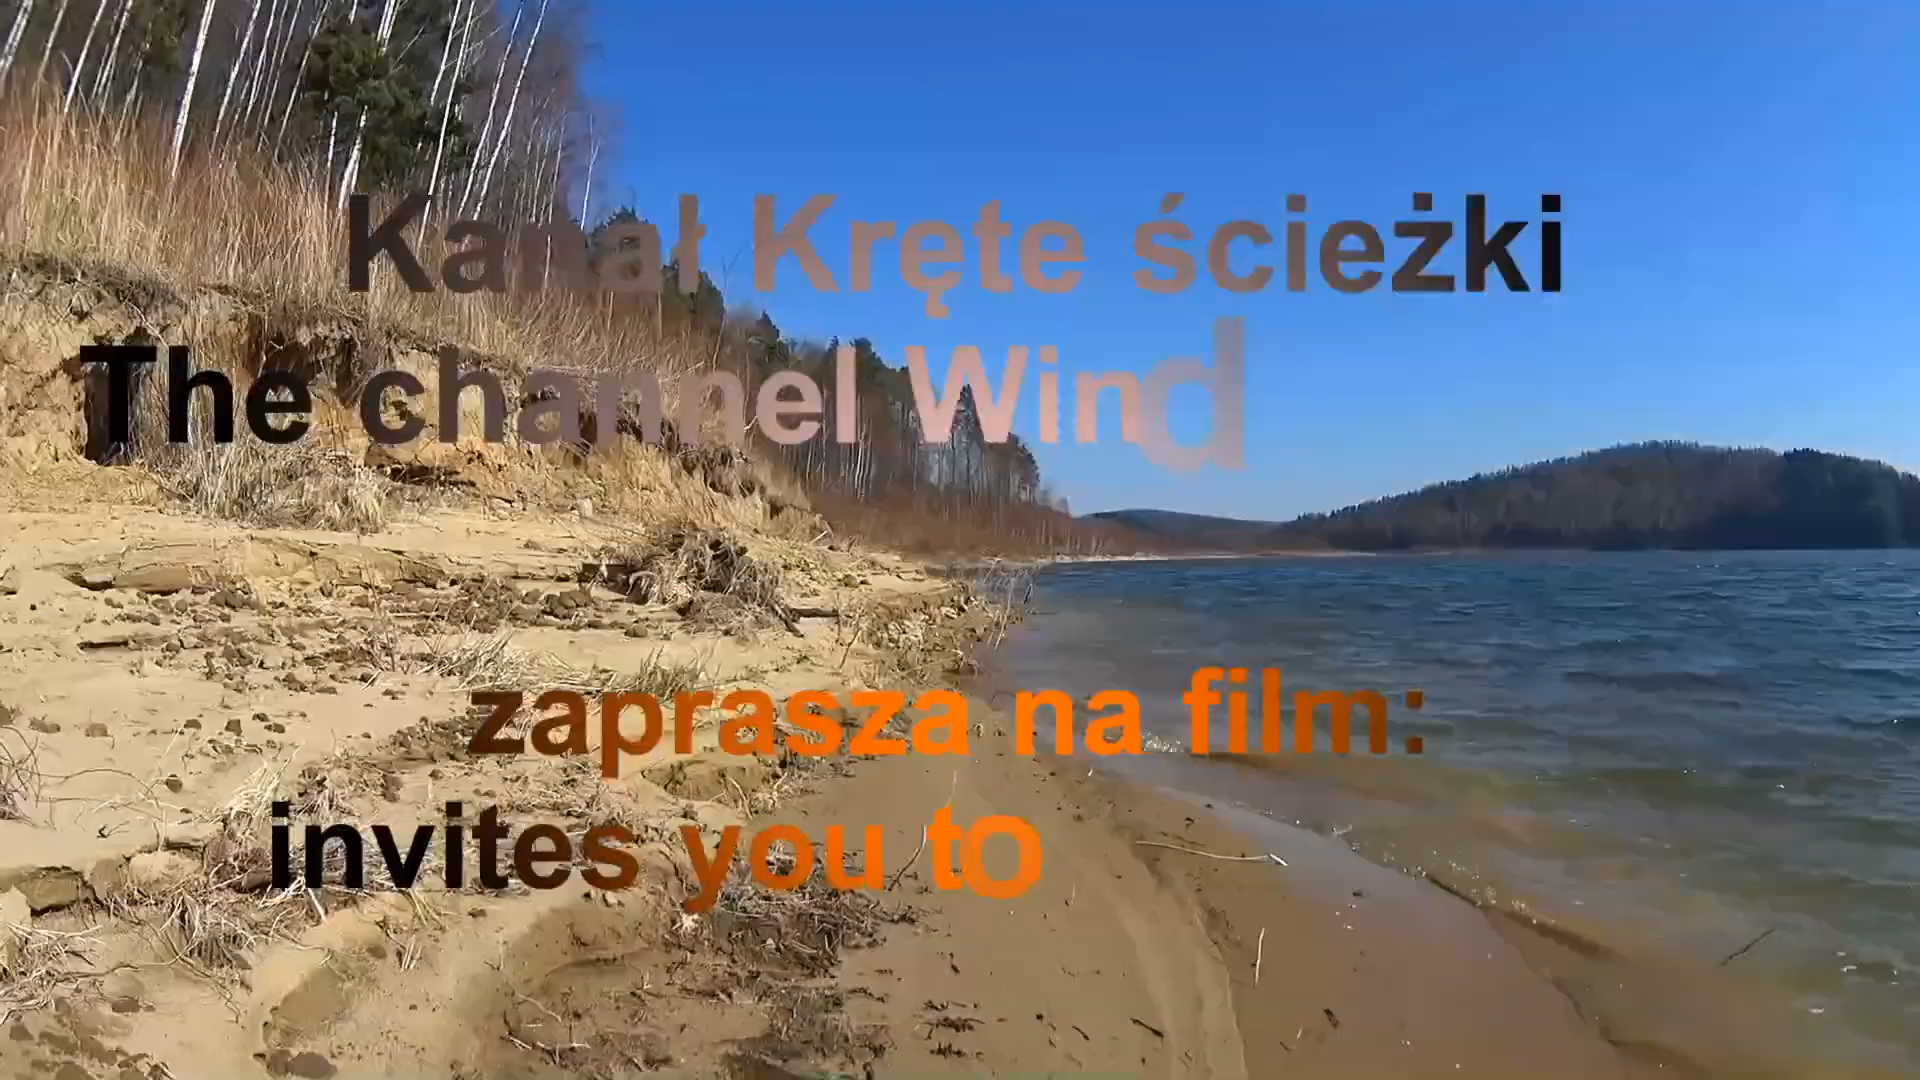 Kanał Kręte ścieżki
The channel Wind
zaprasza na film:
invites you to